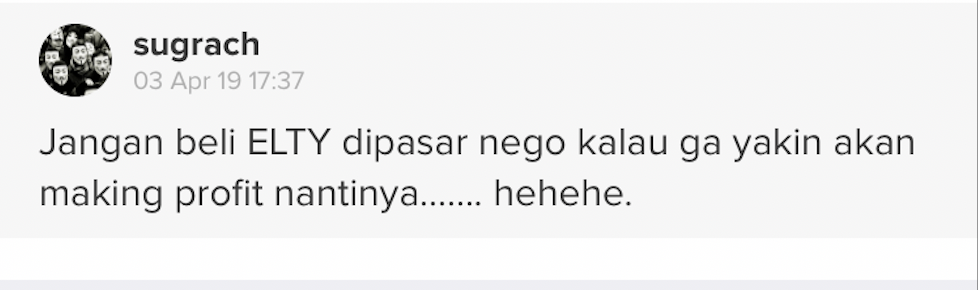 sugrach
03 Apr 19 17:37
Jangan beli ELTY dipasar nego kalau ga yakin akan
making profit nantinya....... hehehe.